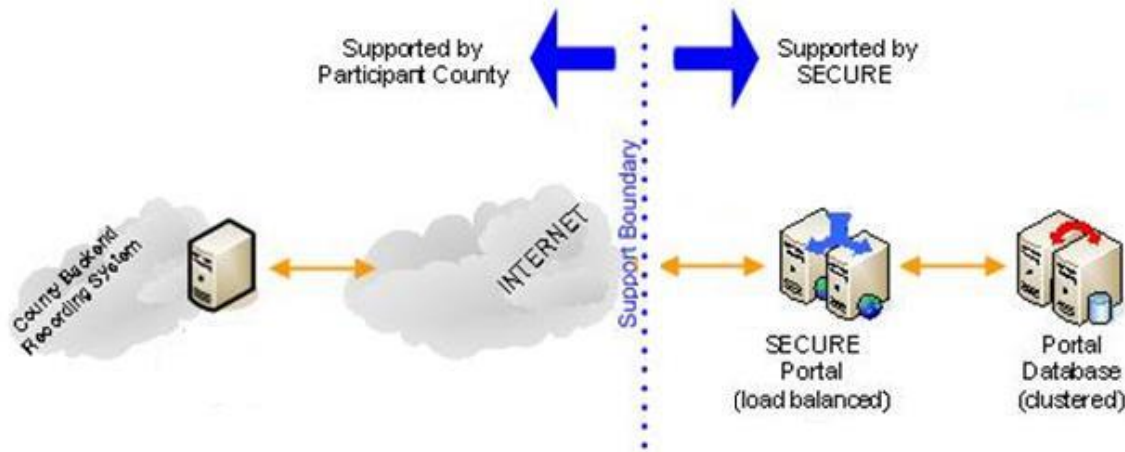 Supported by
Participant County
Supported by
SECURE
County Backend
Recording System
INTERNET
Support Boundary
SECURE
Portal
(load balanced)
Portal
Database
(clustered)